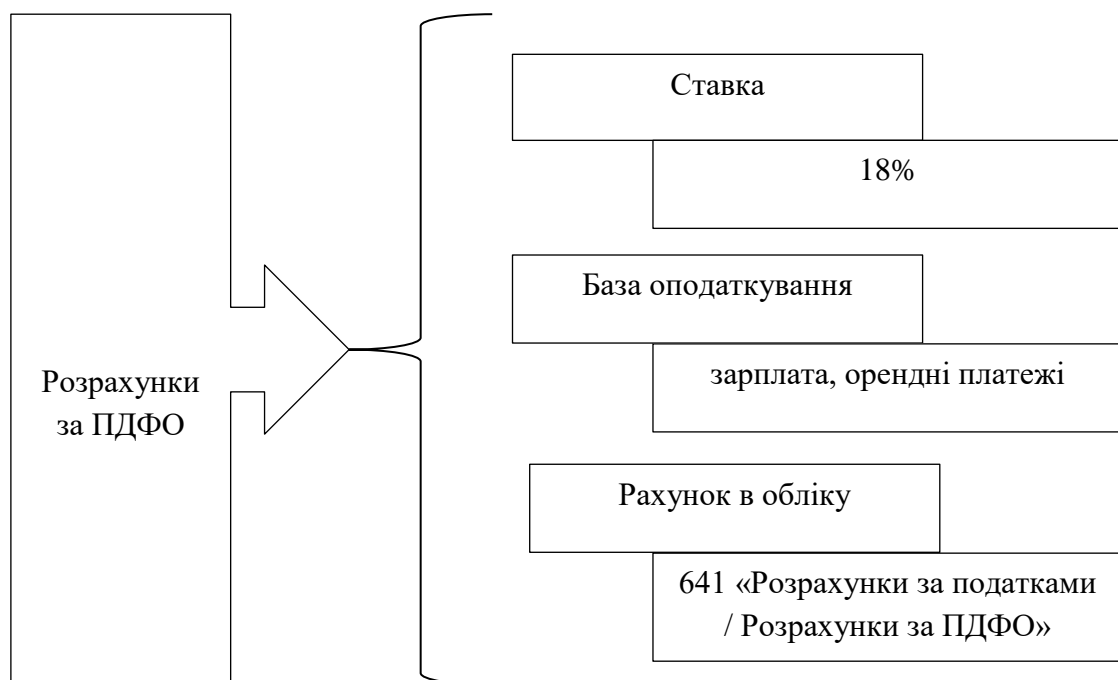 Розрахунки
за ПДФО
Ставка
18%
База оподаткування
зарплата, орендні платежі
Рахунок в обліку
641 «Розрахунки за податками
/ Розрахунки за ПДФО»